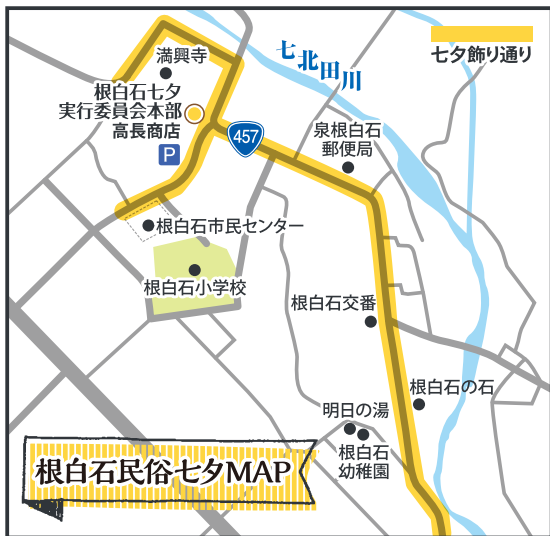 七夕飾り通り
七北田川
満興寺
根白石七夕
実行委員会本部
高長商店
P
457
泉根白石
郵便局
根白石市民センター
根白石小学校
根白石交番
根白石の石
明日の湯
根白石
幼稚園
根白石民俗七夕MAP